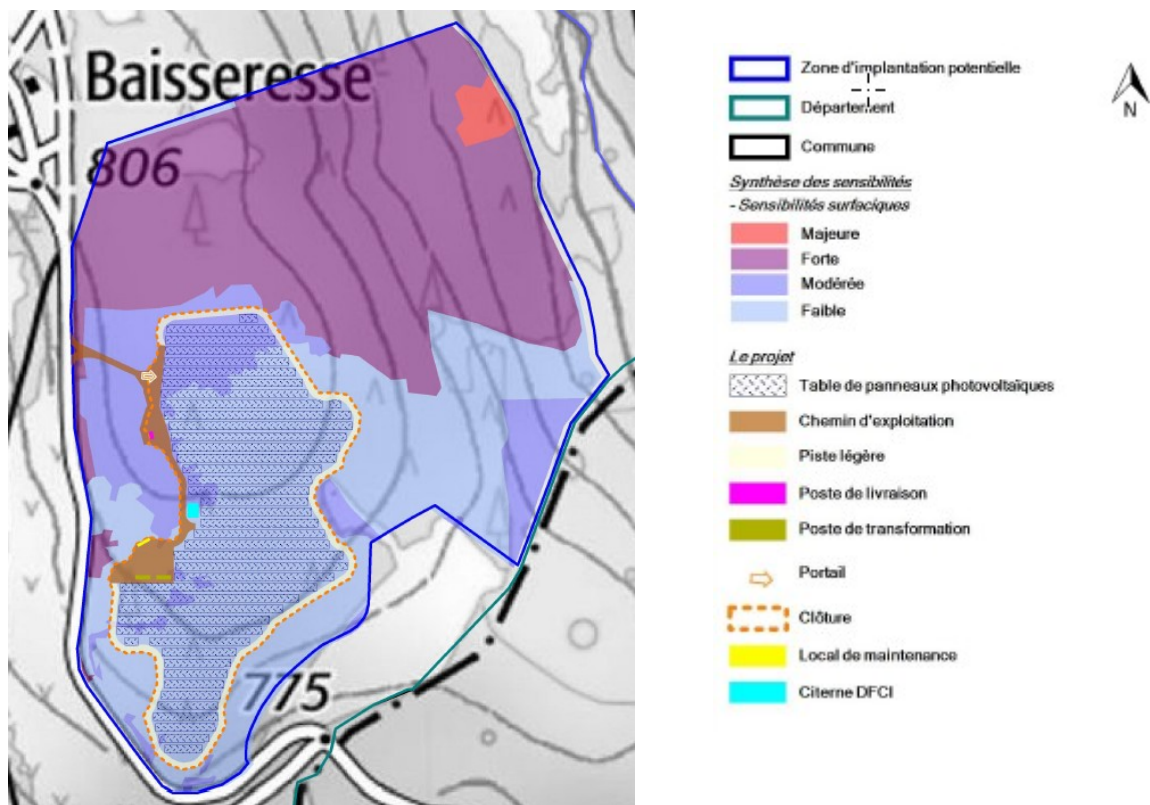 Baisseresse
806
775
Zone d'implantation potentielle
Département
N
Commune
Synthèse des sensibilités
- Sensibilités surfaciques
Majeure
Forte
Modérée
Faible
Le projet
Table de panneaux photovoltaïques
Chemin d'exploitation
Piste légère
Poste de livraison
Poste de transformation
Portail
Clôture
Local de maintenance
Citerne DFCI